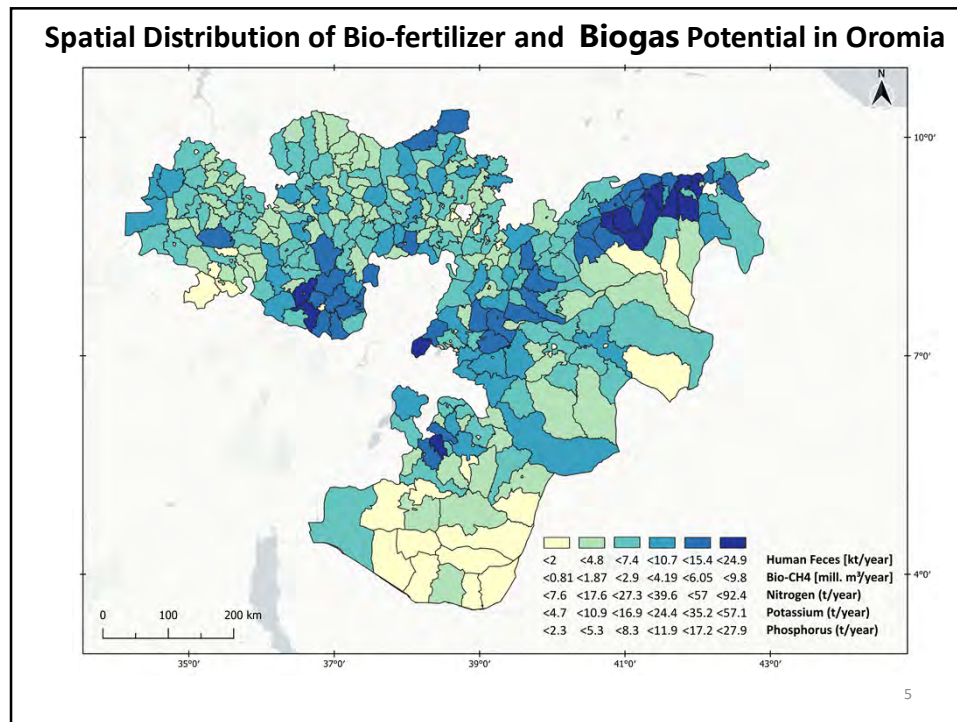 Spatial Distribution of Bio-fertilizer and Biogas Potential in Oromia
N
10°0'
7°0'
4°0'
<2 <4.8 <7.4 <10.7 <15.4 <24.9 Human Feces [kt/year]
<0.81 <1.87 <2.9 <4.19 <6.05 <9.8 Bio-CH4 [mill. m³/year]
<7.6 <17.6 <27.3 <39.6 <57 <92.4 Nitrogen (t/year)
<4.7 <10.9 <16.9 <24.4 <35.2 <57.1 Potassium (t/year)
<2.3 <5.3 <8.3 <11.9 <17.2 <27.9 Phosphorus (t/year)
0 100 200 km
35°0' 37°0' 39°0' 41°0' 43°0'
5